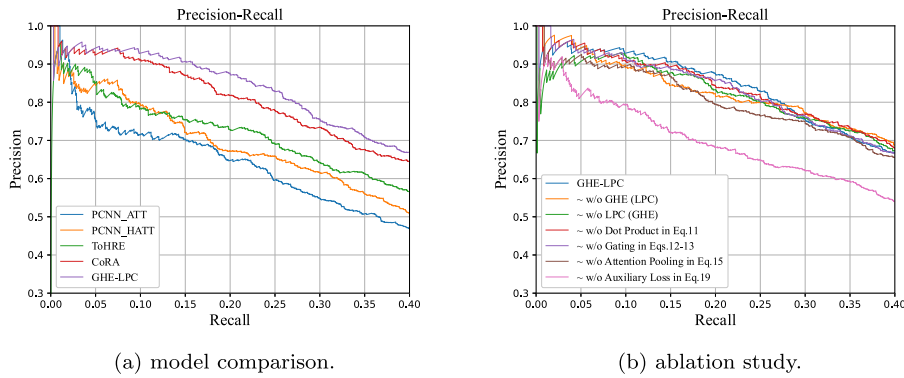 Precision-Recall
Precision
1.0
0.9
0.8
0.7
0.6
0.5
0.4
0.3
PCNN_ATT
PCNN_HATT
ToHRE
CoRA
GHE-LPC
0.00 0.05 0.10 0.15 0.20 0.25 0.30 0.35 0.40
Recall
(a) model comparison.
Precision-Recall
Precision
1.0
0.9
0.8
0.7
0.6
0.5
0.4
0.3
GHE-LPC
~ w/o GHE (LPC)
~ w/o LPC (GHE)
~ w/o Dot Product in Eq.11
~ w/o Gating in Eqs.12-13
~ w/o Attention Pooling in Eq.15
~ w/o Auxiliary Loss in Eq.19
0.00 0.05 0.10 0.15 0.20 0.25 0.30 0.35 0.40
Recall
(b) ablation study.